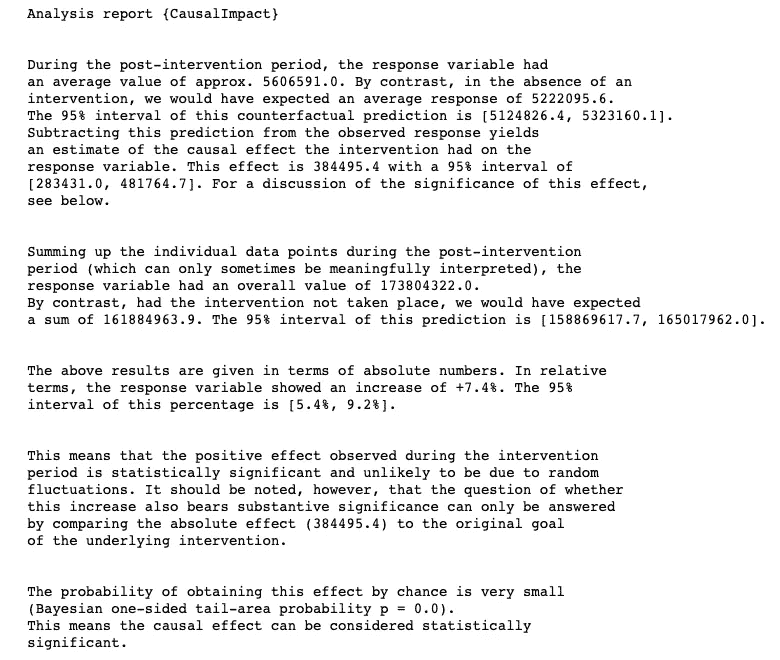 Analysis report {CausalImpact}
During the post-intervention period, the response variable had
an average value of approx. 5606591.0. By contrast, in the absence of an
intervention, we would have expected an average response of 5222095.6.
The 95% interval of this counterfactual prediction is [5124826.4, 5323160.1].
Subtracting this prediction from the observed response yields
an estimate of the causal effect the intervention had on the
response variable. This effect is 384495.4 with a 95% interval of
[283431.0, 481764.7]. For a discussion of the significance of this effect,
see below.
Summing up the individual data points during the post-intervention
period (which can only sometimes be meaningfully interpreted), the
response variable had an overall value of 173804322.0.
By contrast, had the intervention not taken place, we would have expected
a sum of 161884963.9. The 95% interval of this prediction is [158869617.7, 165017962.0].
The above results are given in terms of absolute numbers. In relative
terms, the response variable showed an increase of +7.4%. The 95%
interval of this percentage is [5.4%, 9.2%].
This means that the positive effect observed during the intervention
period is statistically significant and unlikely to be due to random
fluctuations. It should be noted, however, that the question of whether
this increase also bears substantive significance can only be answered
by comparing the absolute effect (384495.4) to the original goal
of the underlying intervention.
The probability of obtaining this effect by chance is very small
(Bayesian one-sided tail-area probability p = 0.0).
This means the causal effect can be considered statistically
significant.